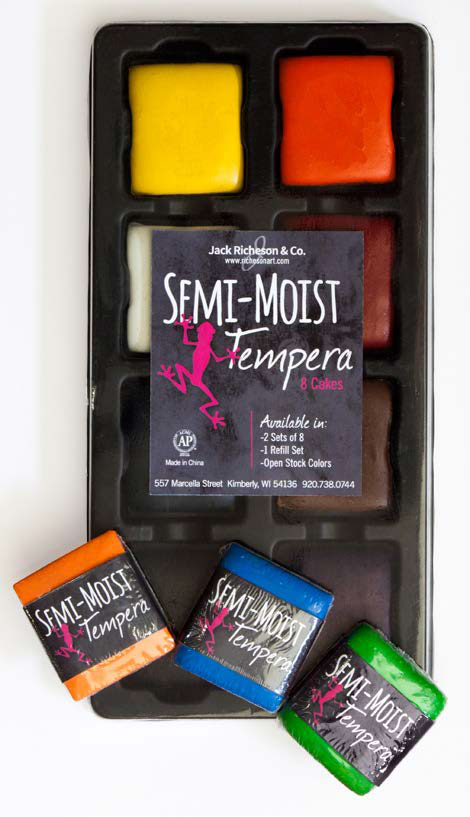 Jack Richeson & Co.
www.richesonart.com
SEMI-MOIST
Tempera
8 Cakes
Available in:
-2 Sets of 8
-1 Refill Set
-Open Stock Colors
AP
Made in China
557 Marcella Street Kimberly, WI 54136 920.738.0744
SEMI-MOIST
Tempera
SEMI-MOIST
Tempera
SEMI-MOIST
Tempera